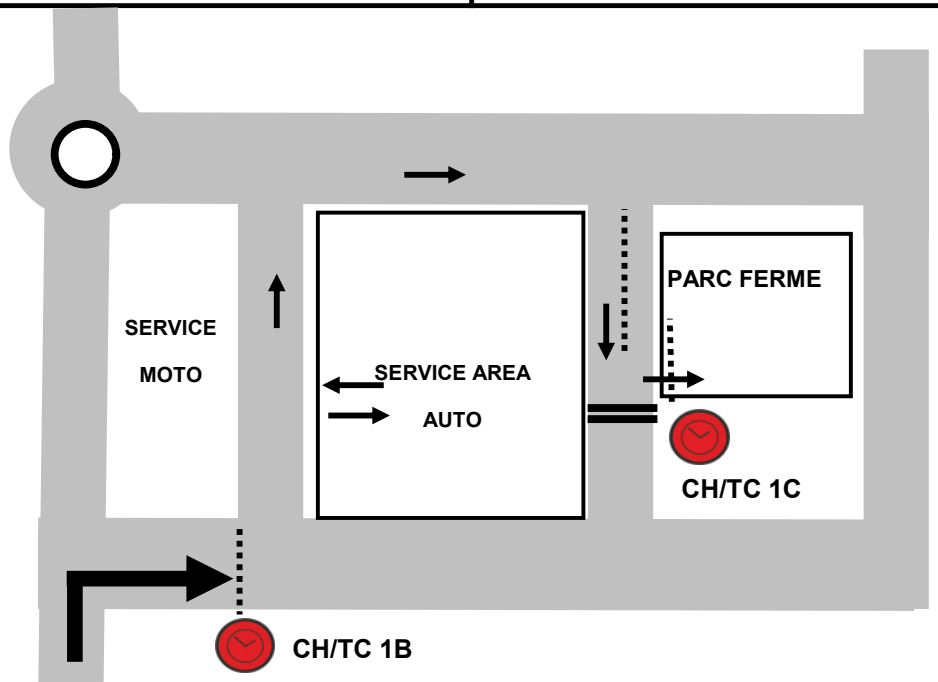 PARC FERME
SERVICE
MOTO
SERVICE AREA
AUTO
CH/TC 1C
CH/TC 1B